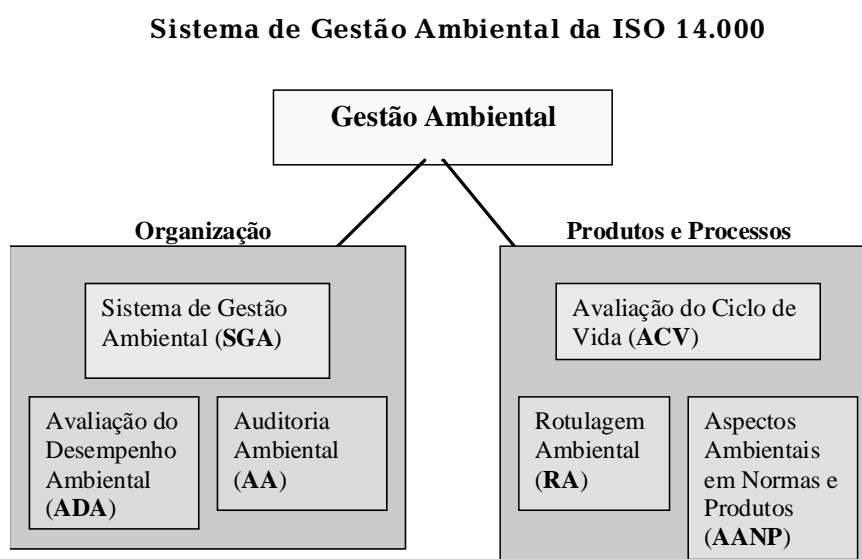 Sistema de Gestão Ambiental da ISO 14.000
Gestão Ambiental
Organização
Sistema de Gestão
Ambiental (SGA)
Avaliação do
Desempenho
Ambiental
(ADA)
Auditoria
Ambiental
(AA)
Produtos e Processos
Avaliação do Ciclo de
Vida (ACV)
Rotulagem
Ambiental
(RA)
Aspectos
Ambientais
em Normas e
Produtos
(AANP)